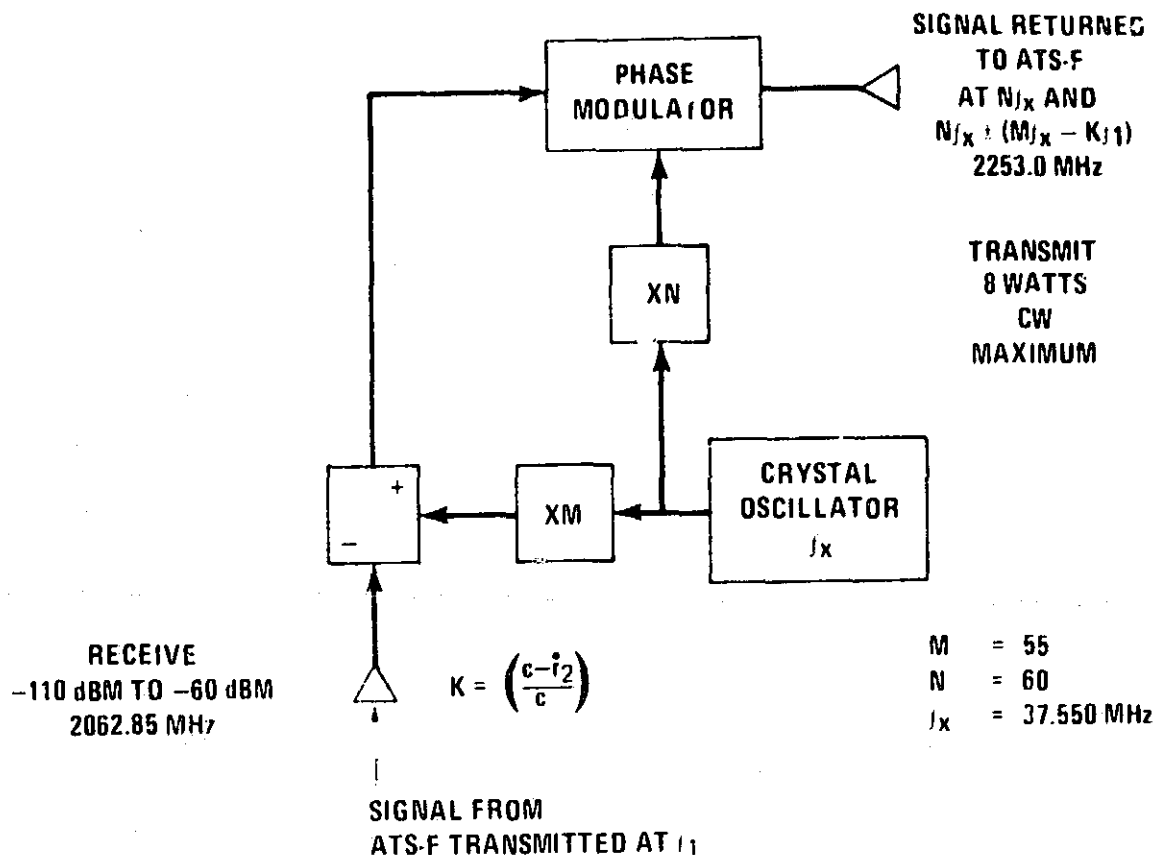 SIGNAL RETURNED
TO ATS-F
AT Nfx AND
Nfx ± (Mfx – Kf1)
2253.0 MHz
PHASE
MODULATOR
TRANSMIT
8 WATTS
CW
MAXIMUM
XN
CRYSTAL
OSCILLATOR
fx
XM
+
–
RECEIVE
–110 dBM TO –60 dBM
2062.85 MHz
K = (c–ṙ2/c)
M = 55
N = 60
fx = 37.550 MHz
SIGNAL FROM
ATS-F TRANSMITTED AT f1